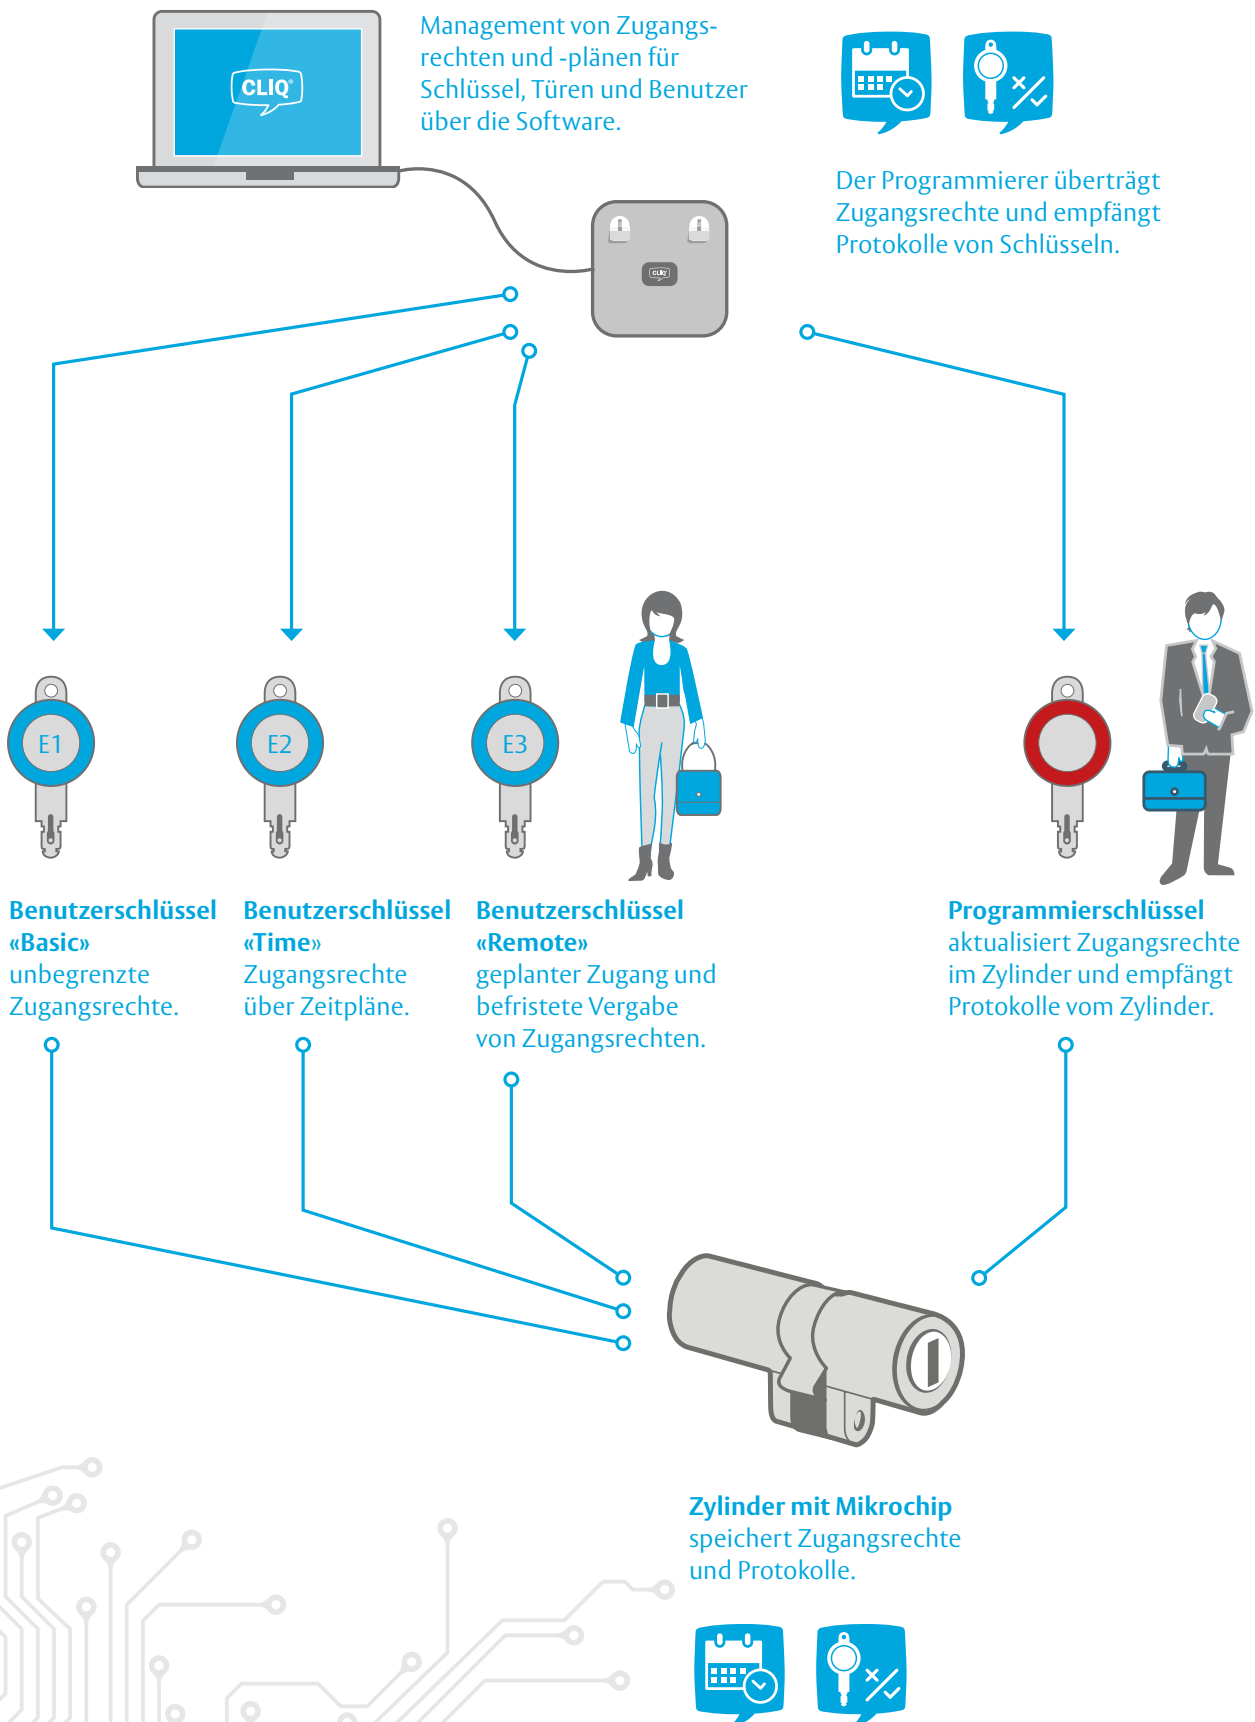 CLIQ®
Management von Zugangs-
rechten und -plänen für
Schlüssel, Türen und Benutzer
über die Software.
Der Programmierer überträgt
Zugangsrechte und empfängt
Protokolle von Schlüsseln.
CLIQ
E1
E2
E3
Benutzerschlüssel
«Basic»
unbegrenzte
Zugangsrechte.
Benutzerschlüssel
«Time»
Zugangsrechte
über Zeitpläne.
Benutzerschlüssel
«Remote»
geplanter Zugang und
befristete Vergabe
von Zugangsrechten.
Programmierschlüssel
aktualisiert Zugangsrechte
im Zylinder und empfängt
Protokolle vom Zylinder.
Zylinder mit Mikrochip
speichert Zugangsrechte
und Protokolle.